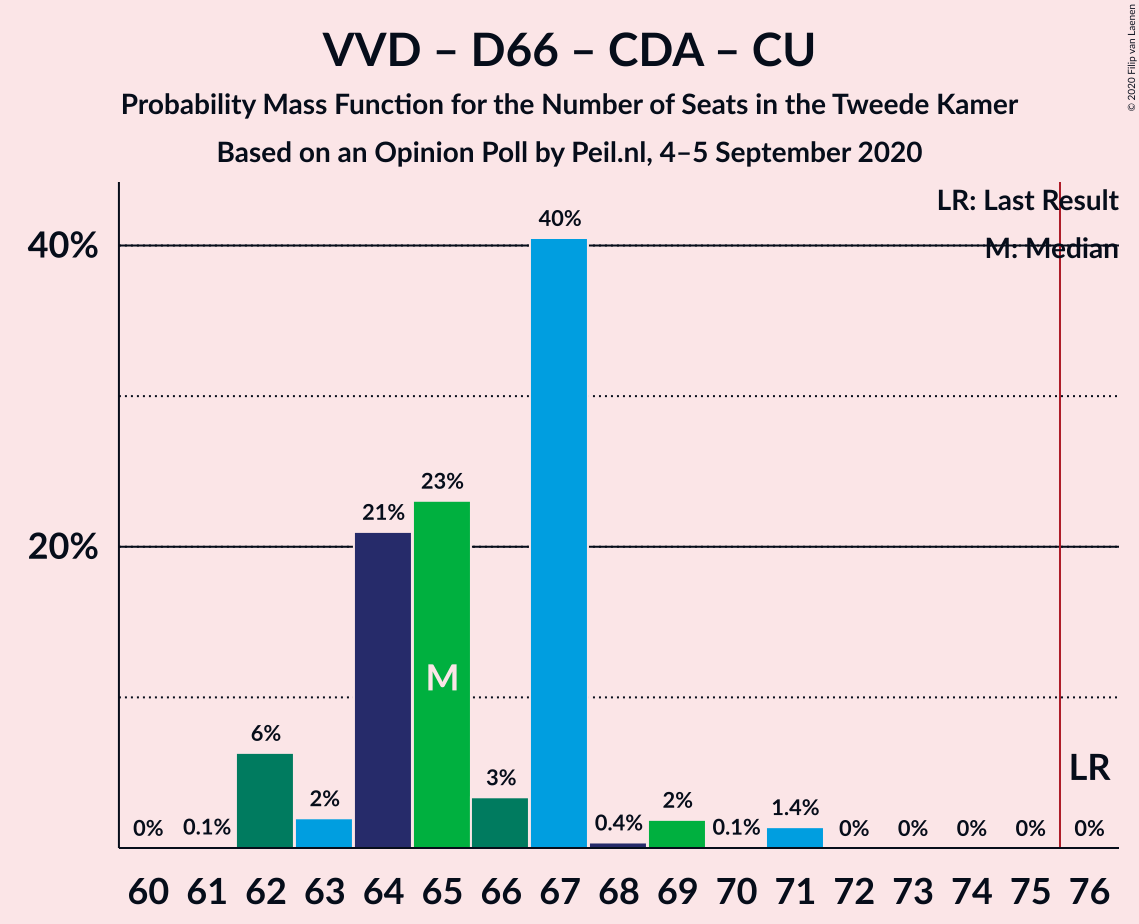 VVD – D66 – CDA – CU
Probability Mass Function for the Number of Seats in the Tweede Kamer
Based on an Opinion Poll by Peil.nl, 4–5 September 2020
© 2020 Filip van Laenen
LR: Last Result
M: Median
40%
20%
0% 0.1% 6% 2% 21% 23% 3% 40% 0.4% 2% 0.1% 1.4% 0% 0% 0% 0% 0%
M
LR
60 61 62 63 64 65 66 67 68 69 70 71 72 73 74 75 76